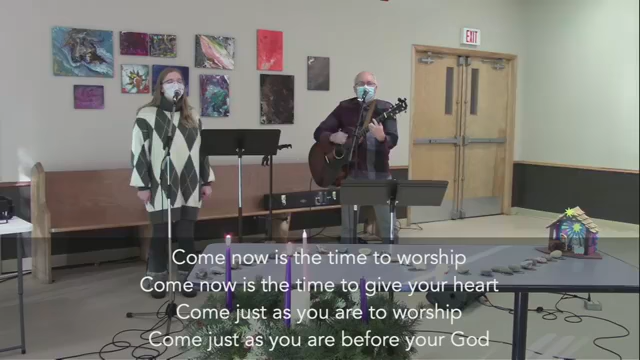 EXIT
Come now is the time to worship
Come now is the time to give your heart
Come just as you are to worship
Come just as you are before your God